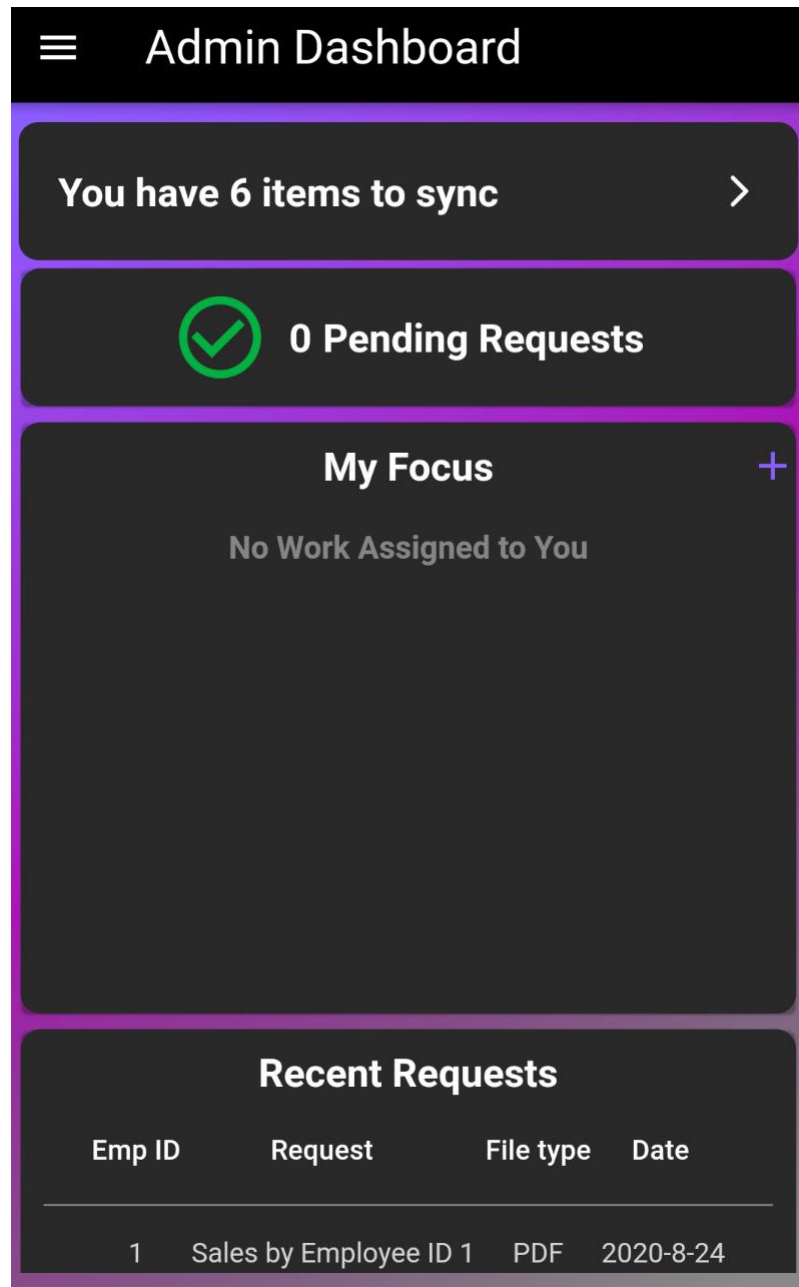 Admin Dashboard
You have 6 items to sync
0 Pending Requests
My Focus
No Work Assigned to You
Recent Requests
Emp ID Request File type Date
1 Sales by Employee ID 1 PDF 2020-8-24